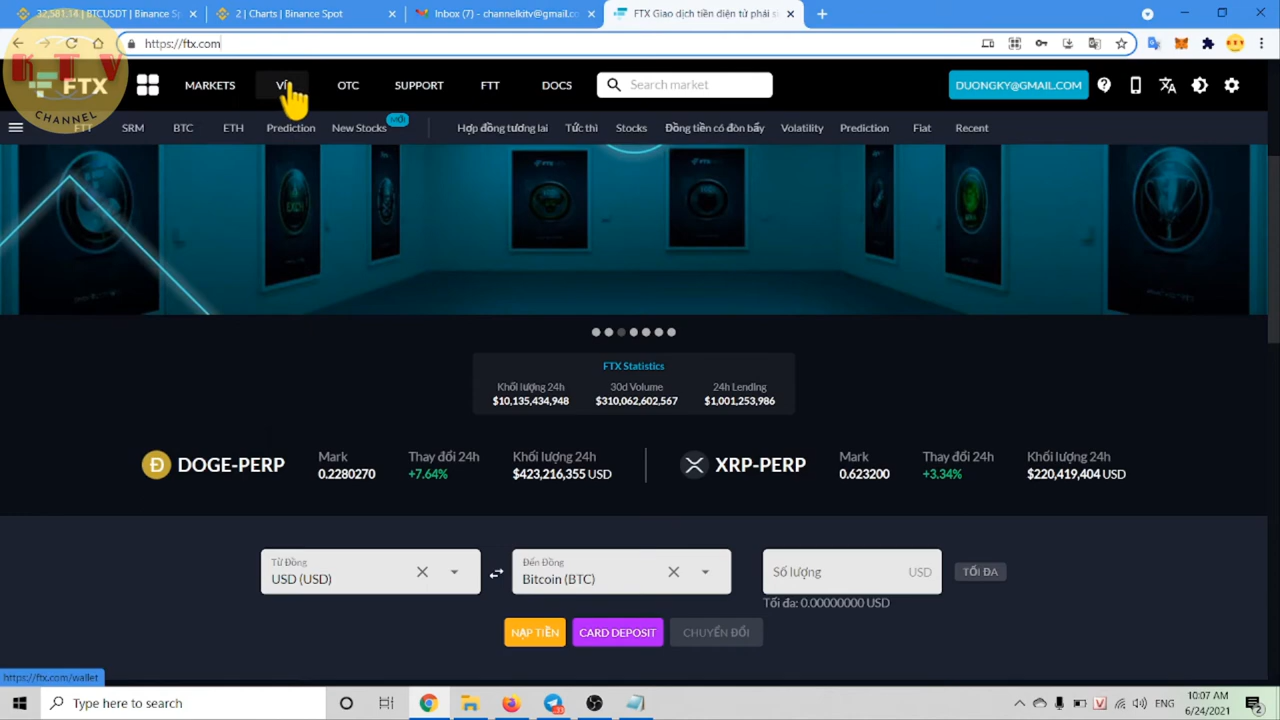 32,581.14 | BTCUSDT | Binance Sp
2 | Charts | Binance Spot
Inbox (7) - channelkitv@gmail.co
FTX Giao dịch tiền điện tử phái si
https://ftx.com
KTV
FTX
CHANNEL
MARKETS
VÍ
OTC
SUPPORT
FTT
DOCS
Search market
DUONGKY@GMAIL.COM
FTT
SRM
BTC
ETH
Prediction
New Stocks
MỚI
Hợp đồng tương lai
Tức thì
Stocks
Đồng tiền có đòn bẩy
Volatility
Prediction
Fiat
Recent
FTX Statistics
Khối lượng 24h
30d Volume
24h Lending
$10,135,434,948
$310,062,602,567
$1,001,253,986
DOGE-PERP
Mark
0.2280270
Thay đổi 24h
+7.64%
Khối lượng 24h
$423,216,355 USD
XRP-PERP
Mark
0.623200
Thay đổi 24h
+3.34%
Khối lượng 24h
$220,419,404 USD
Từ Đồng
USD (USD)
Đến Đồng
Bitcoin (BTC)
Số lượng
USD
TỐI ĐA
Tối đa: 0.00000000 USD
NẠP TIỀN
CARD DEPOSIT
CHUYỂN ĐỔI
https://ftx.com/wallet
Type here to search
ENG
10:07 AM
6/24/2021
2